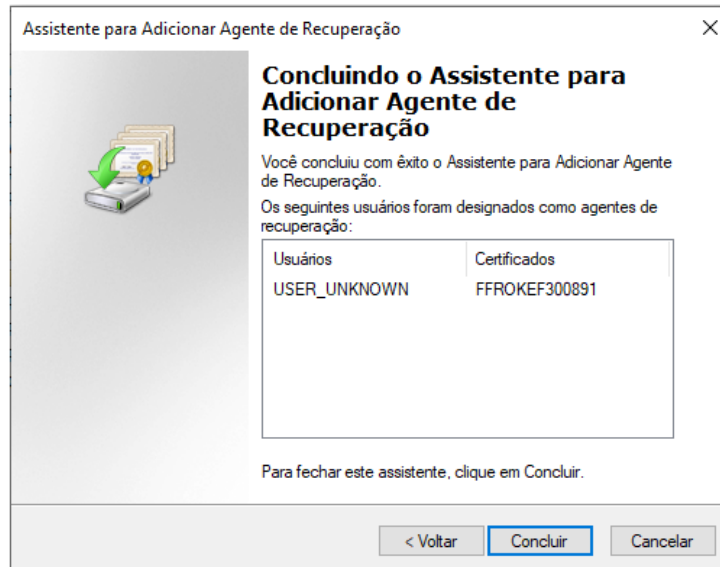 Assistente para Adicionar Agente de Recuperação
Concluindo o Assistente para
Adicionar Agente de
Recuperação
Você concluiu com êxito o Assistente para Adicionar Agente
de Recuperação.
Os seguintes usuários foram designados como agentes de
recuperação:
Usuários Certificados
USER_UNKNOWN FFROKEF300891
Para fechar este assistente, clique em Concluir.
< Voltar Concluir Cancelar